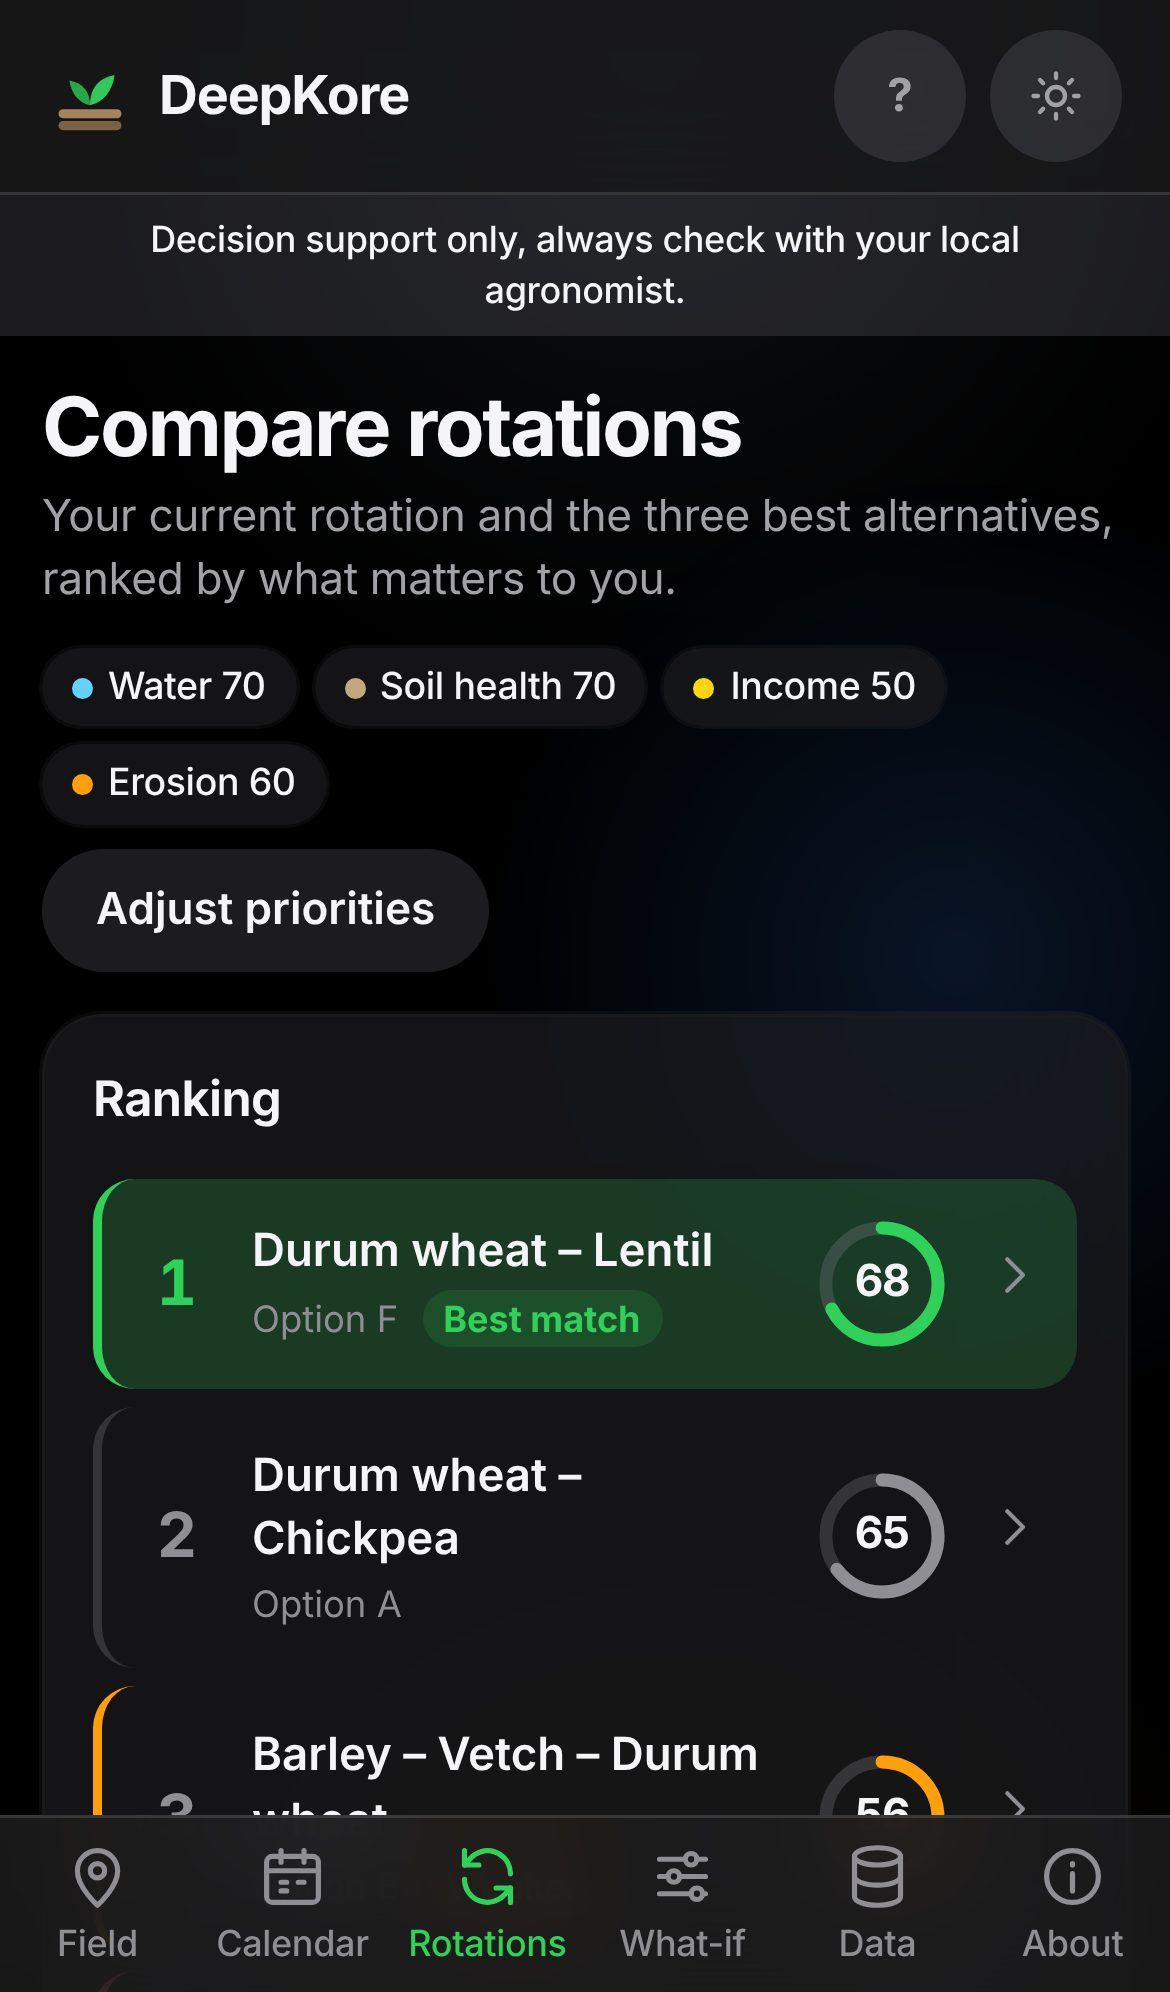 DeepKore
?
Decision support only, always check with your local
agronomist.
Compare rotations
Your current rotation and the three best alternatives,
ranked by what matters to you.
Water 70
Soil health 70
Income 50
Erosion 60
Adjust priorities
Ranking
1
Durum wheat – Lentil
Option F
Best match
68
2
Durum wheat –
Chickpea
Option A
65
3
Barley – Vetch – Durum
wheat
56
Field
Calendar
Rotations
What-if
Data
About